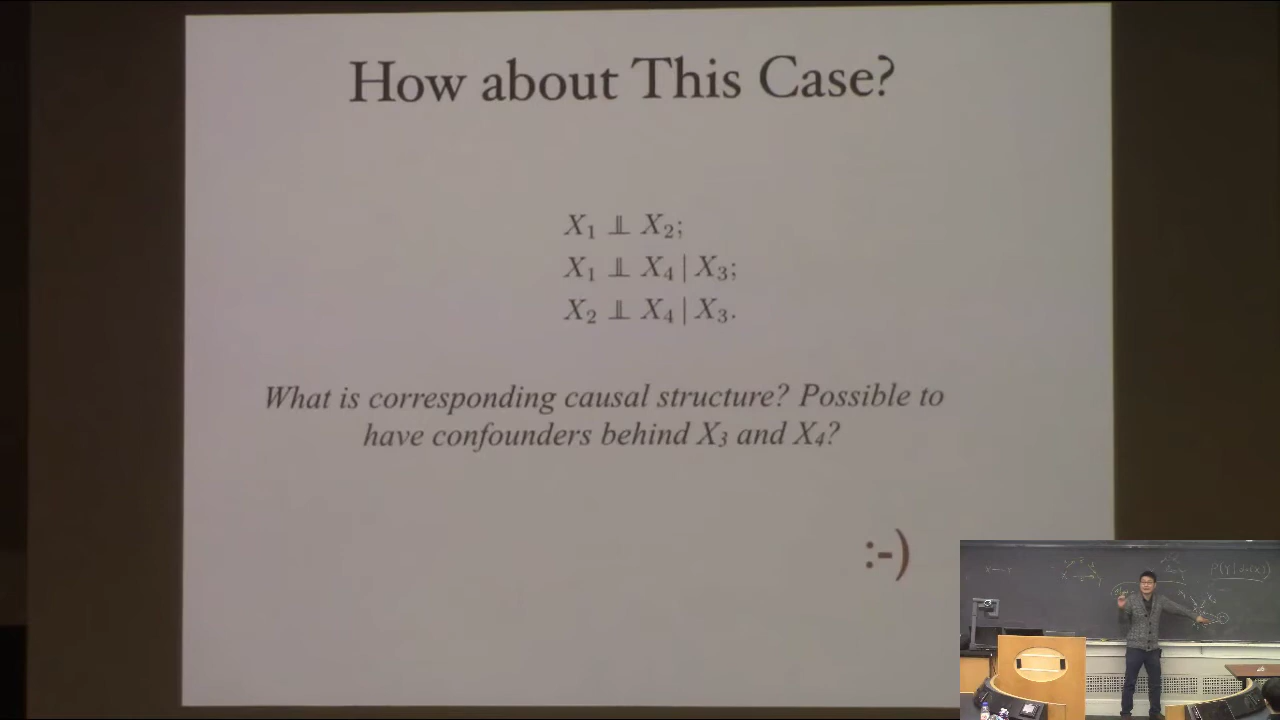 How about This Case?
X₁ ⫫ X₂;
X₁ ⫫ X₄ | X₃;
X₂ ⫫ X₄ | X₃.
What is corresponding causal structure? Possible to
have confounders behind X₃ and X₄?
:-)